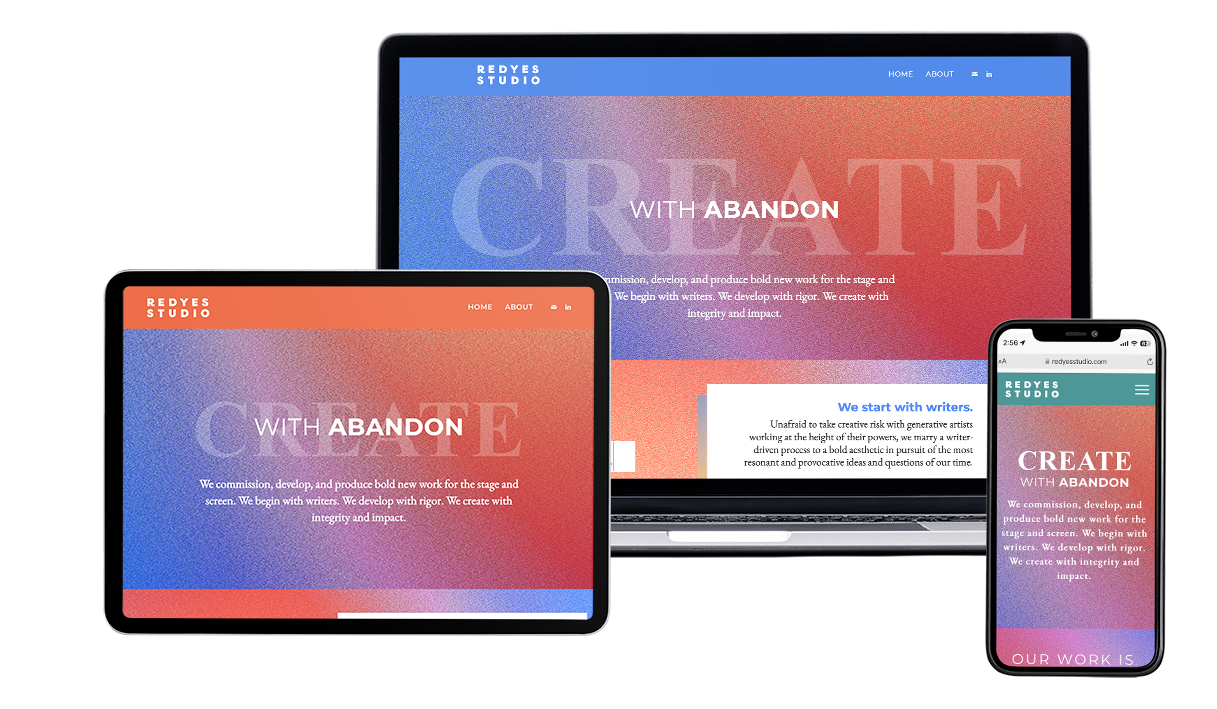 REDYES
STUDIO
HOME ABOUT in
CREATE
WITH ABANDON
mmission, develop, and produce bold new work for the stage and
We begin with writers. We develop with rigor. We create with
integrity and impact.
We start with writers.
Unafraid to take creative risk with generative artists
working at the height of their powers, we marry a writer-
driven process to a bold aesthetic in pursuit of the most
resonant and provocative ideas and questions of our time.
REDYES
STUDIO
HOME ABOUT in
CREATE
WITH ABANDON
We commission, develop, and produce bold new work for the stage and
screen. We begin with writers. We develop with rigor. We create with
integrity and impact.
2:56
AA redyesstudio.com
REDYES
STUDIO
CREATE
WITH ABANDON
We commission, develop, and
produce bold new work for the
stage and screen. We begin with
writers. We develop with rigor.
We create with integrity and
impact.
OUR WORK IS